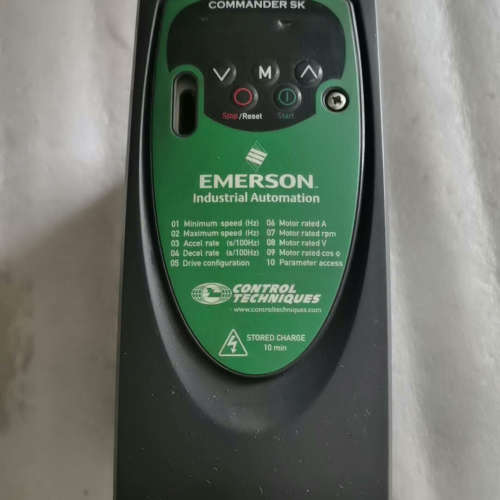 COMMANDER SK
M
Stop/Reset
Start
EMERSON™
Industrial Automation
01 Minimum speed (Hz)
02 Maximum speed (Hz)
03 Accel rate (s/100Hz)
04 Decel rate (s/100Hz)
05 Drive configuration
06 Motor rated A
07 Motor rated rpm
08 Motor rated V
09 Motor rated cos φ
10 Parameter access
CONTROL
TECHNIQUES
www.controltechniques.com
STORED CHARGE
10 min